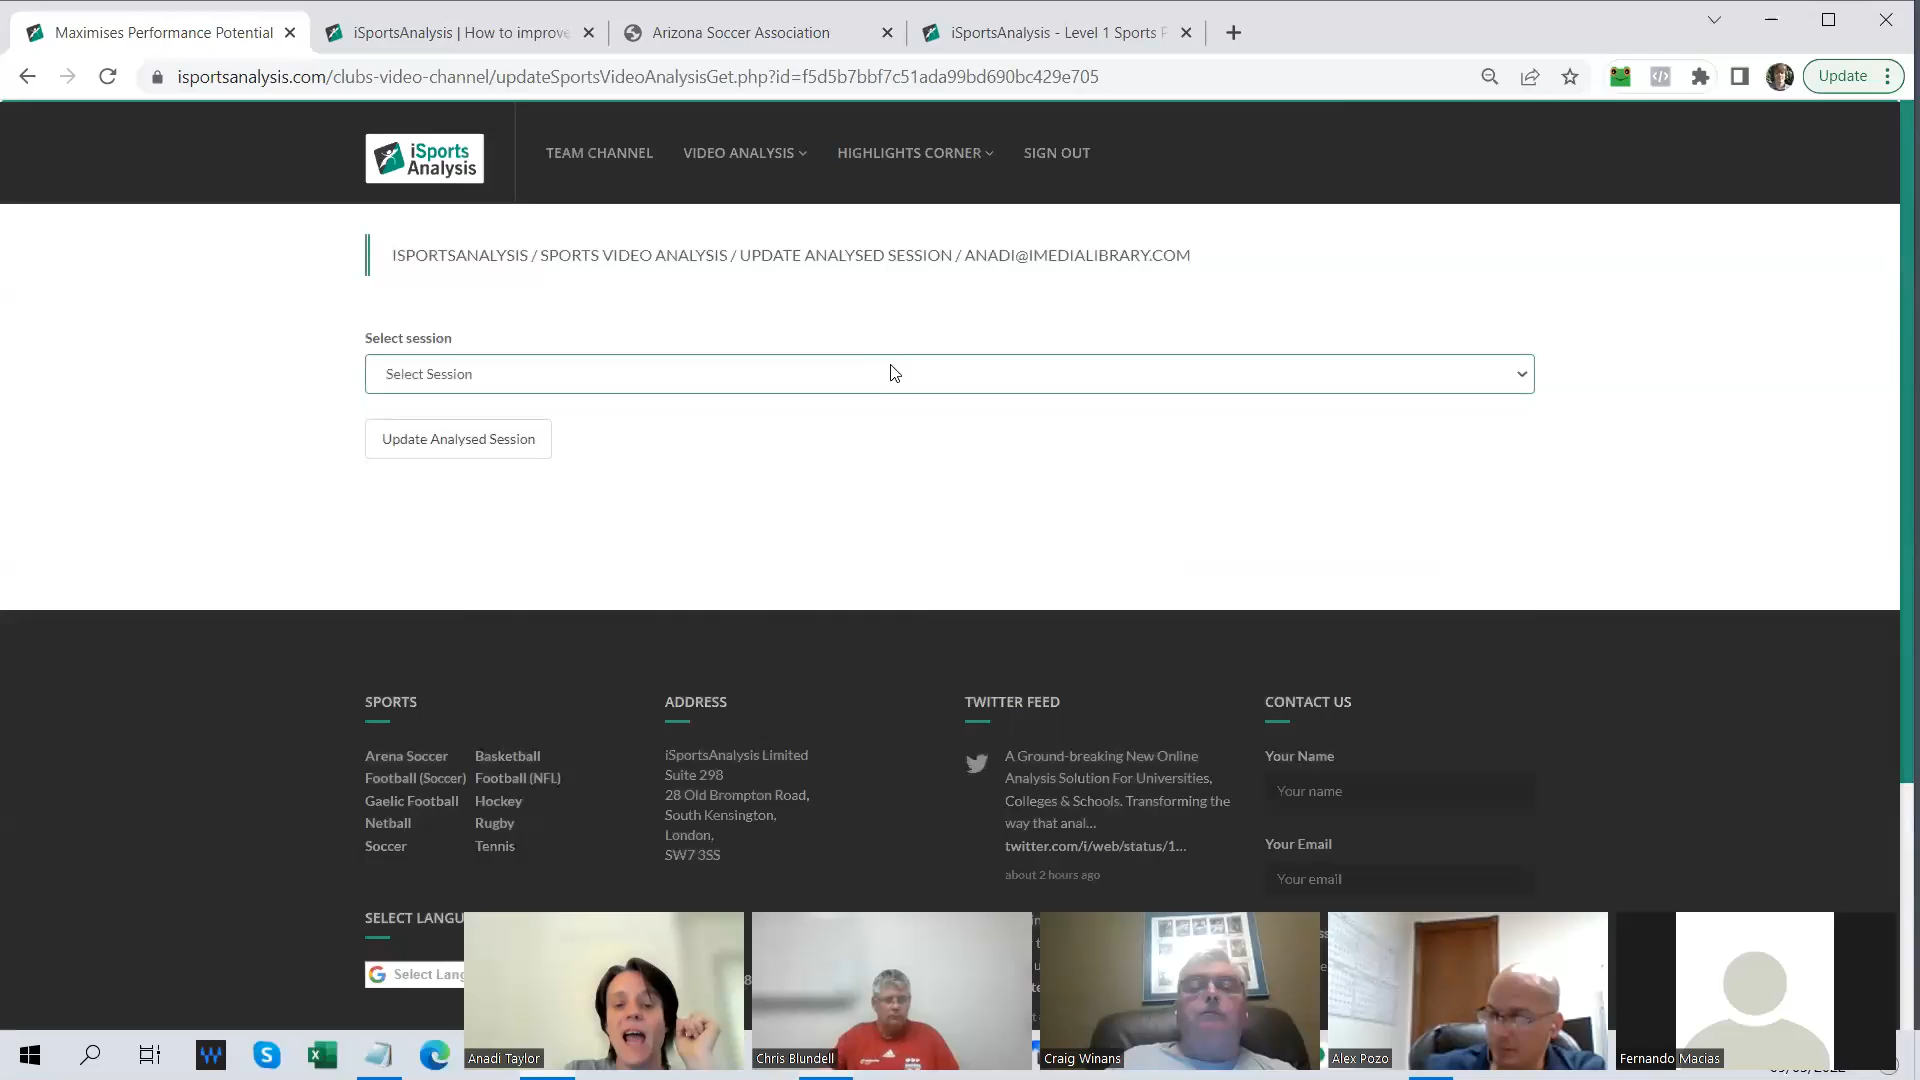 Maximises Performance Potential
iSportsAnalysis | How to improve
Arizona Soccer Association
iSportsAnalysis - Level 1 Sports P
isportsanalysis.com/clubs-video-channel/updateSportsVideoAnalysisGet.php?id=f5d5b7bbf7c51ada99bd690bc429e705
Update
iSports
Analysis
TEAM CHANNEL
VIDEO ANALYSIS
HIGHLIGHTS CORNER
SIGN OUT
ISPORTSANALYSIS / SPORTS VIDEO ANALYSIS / UPDATE ANALYSED SESSION / ANADI@IMEDIALIBRARY.COM
Select session
Select Session
Update Analysed Session
SPORTS
Arena Soccer Basketball
Football (Soccer) Football (NFL)
Gaelic Football Hockey
Netball Rugby
Soccer Tennis
SELECT LANGU
Select Lang
ADDRESS
iSportsAnalysis Limited
Suite 298
28 Old Brompton Road,
South Kensington,
London,
SW7 3SS
TWITTER FEED
A Ground-breaking New Online
Analysis Solution For Universities,
Colleges & Schools. Transforming the
way that anal...
twitter.com/i/web/status/1...
about 2 hours ago
CONTACT US
Your Name
Your name
Your Email
Your email
Anadi Taylor
Chris Blundell
Craig Winans
Alex Pozo
Fernando Macias